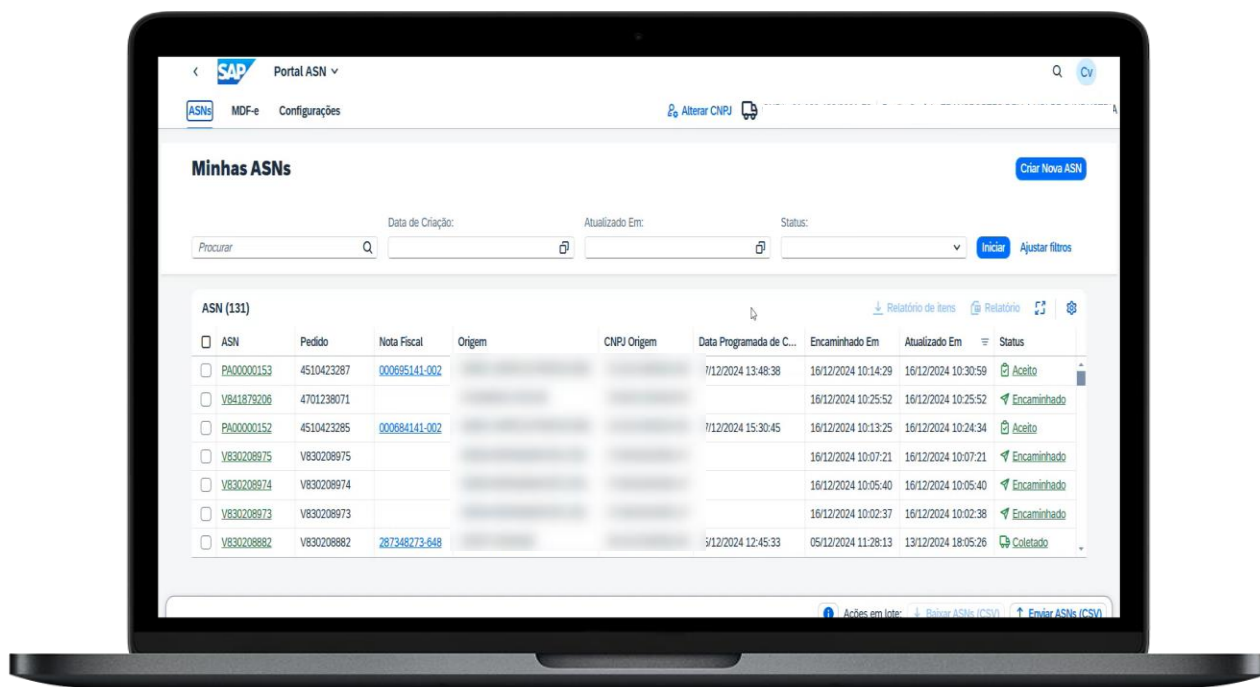 SAP Portal ASN CV
ASNs MDF-e Configurações Alterar CNPJ
Minhas ASNs Criar Nova ASN
Data de Criação: Atualizado Em: Status:
Procurar Iniciar Ajustar filtros
ASN (131) Relatório de itens Relatório
ASN Pedido Nota Fiscal Origem CNPJ Origem Data Programada de C... Encaminhado Em Atualizado Em Status
PA00000153 4510423287 000695141-002 7/12/2024 13:48:38 16/12/2024 10:14:29 16/12/2024 10:30:59 Aceito
V841879206 4701238071 16/12/2024 10:25:52 16/12/2024 10:25:52 Encaminhado
PA00000152 4510423285 000684141-002 7/12/2024 15:30:45 16/12/2024 10:13:25 16/12/2024 10:24:34 Aceito
V830208975 V830208975 16/12/2024 10:07:21 16/12/2024 10:07:21 Encaminhado
V830208974 V830208974 16/12/2024 10:05:40 16/12/2024 10:05:40 Encaminhado
V830208973 V830208973 16/12/2024 10:02:37 16/12/2024 10:02:38 Encaminhado
V830208882 V830208882 287348273-648 5/12/2024 12:45:33 05/12/2024 11:28:13 13/12/2024 18:05:26 Coletado
Ações em lote: Baixar ASNs (CSV) Enviar ASNs (CSV)